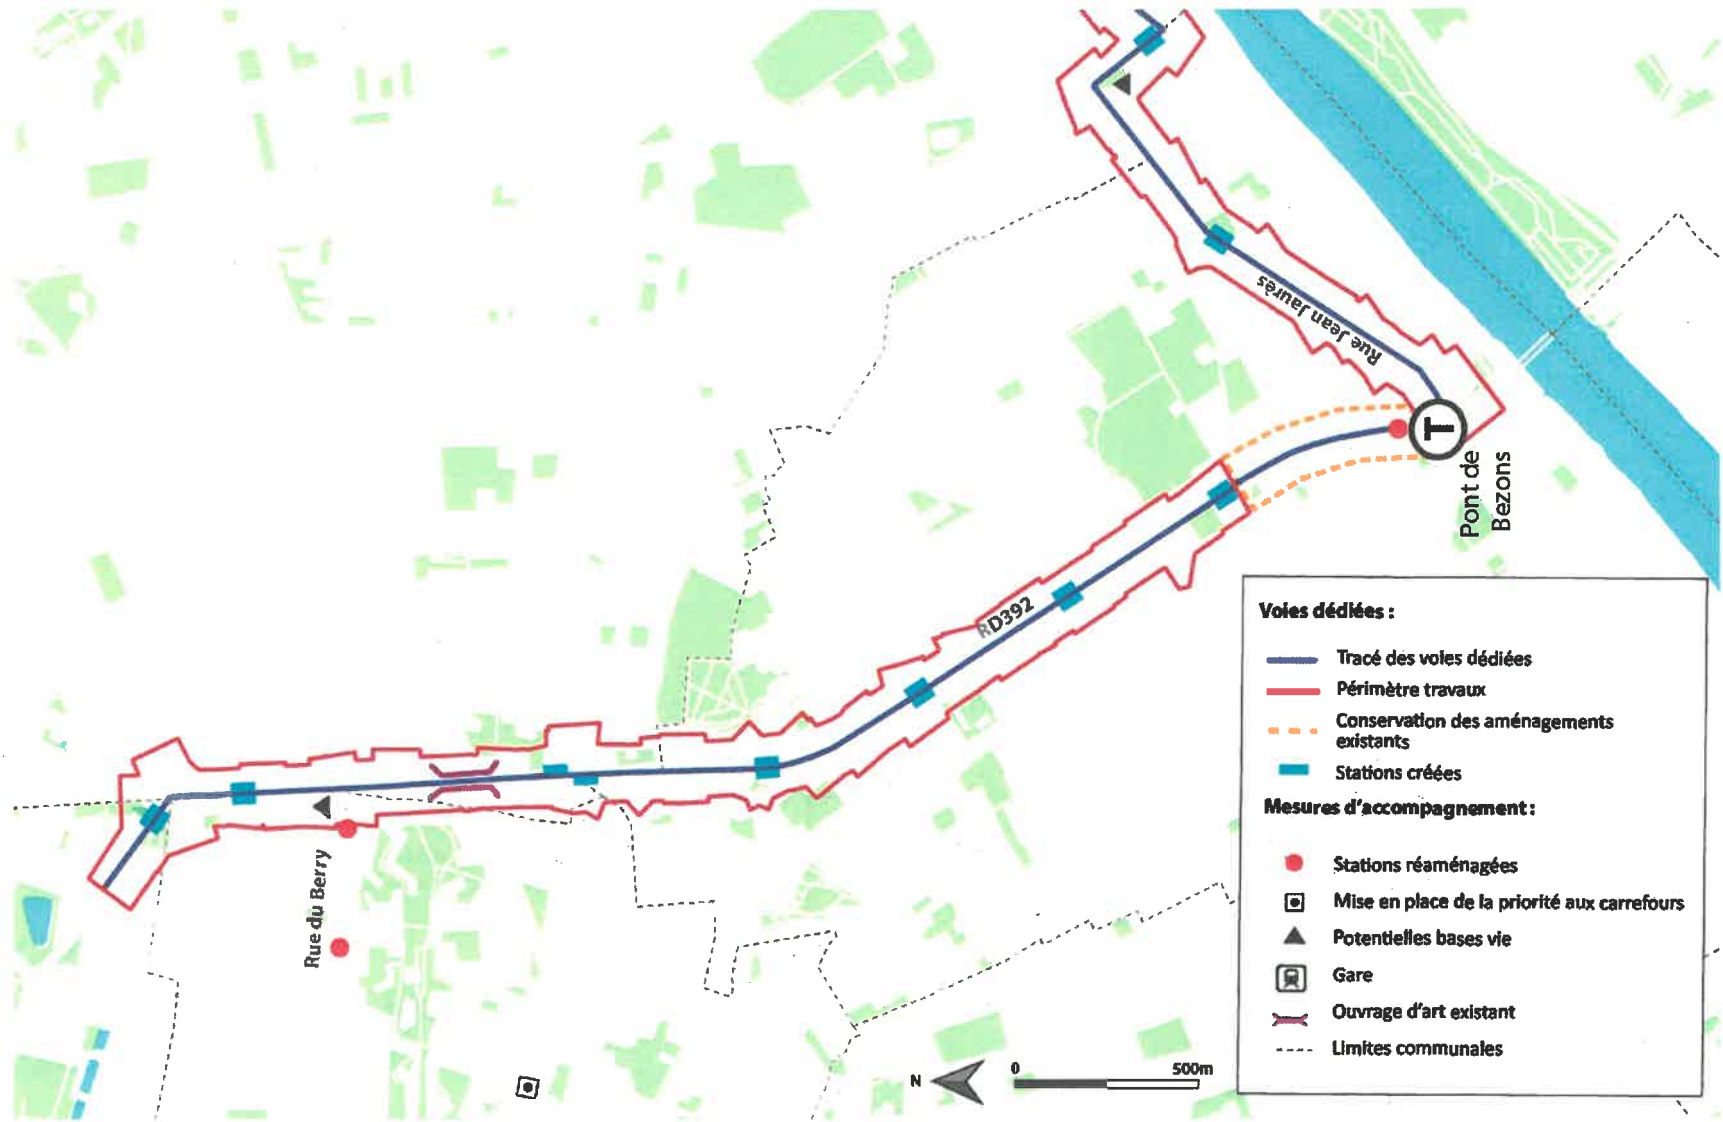 Rue Jean Jaurès
T
Pont de
Bezons
RD392
Rue du Berry
N
0 500m
Voies dédiées :
Tracé des voies dédiées
Périmètre travaux
Conservation des aménagements
existants
Stations créées
Mesures d'accompagnement :
Stations réaménagées
Mise en place de la priorité aux carrefours
Potentielles bases vie
Gare
Ouvrage d'art existant
Limites communales